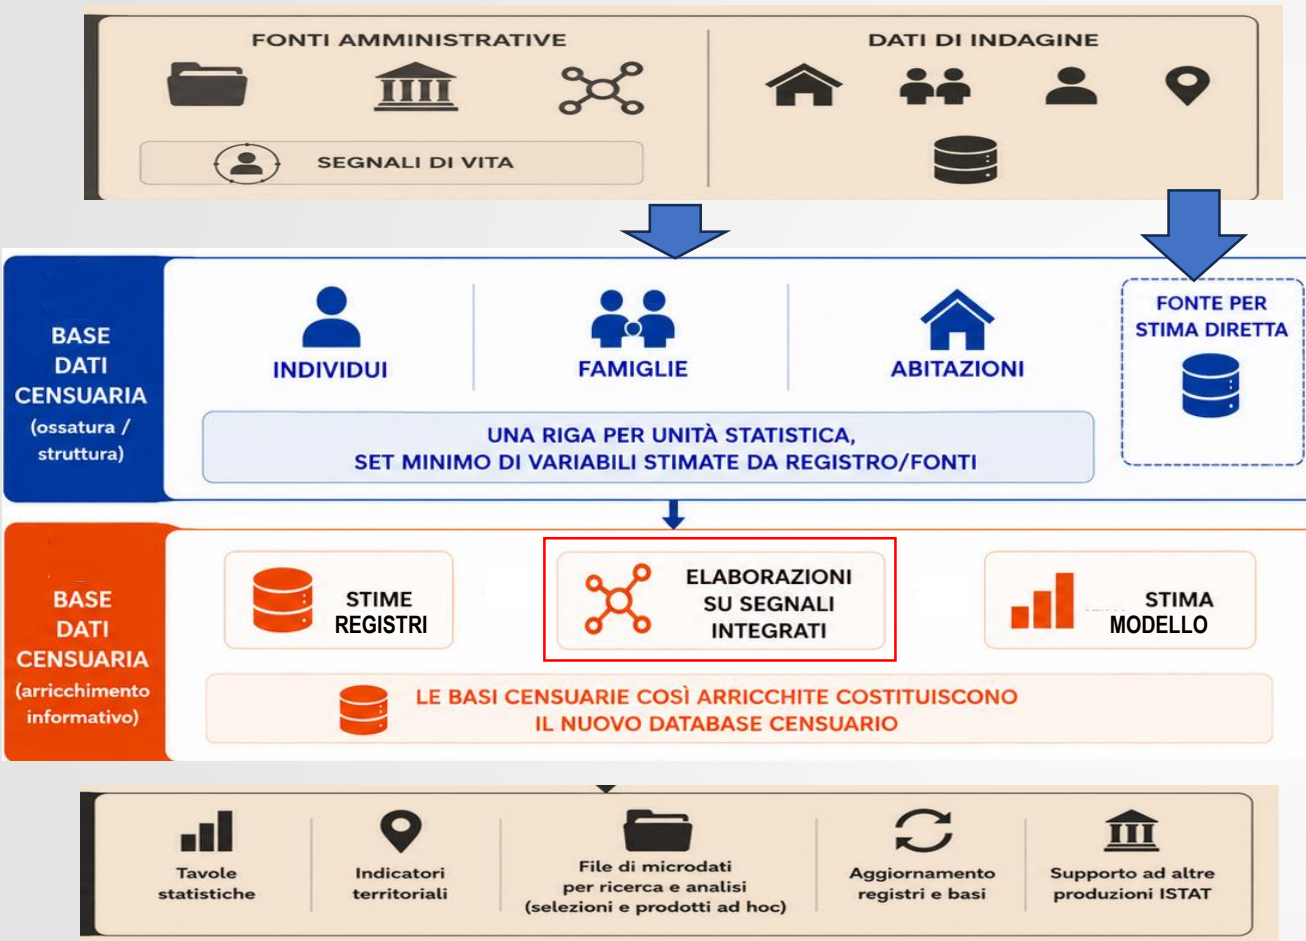 FONTI AMMINISTRATIVE
DATI DI INDAGINE
SEGNALI DI VITA
BASE
DATI
CENSUARIA
(ossatura /
struttura)
INDIVIDUI
FAMIGLIE
ABITAZIONI
FONTE PER
STIMA DIRETTA
UNA RIGA PER UNITÀ STATISTICA,
SET MINIMO DI VARIABILI STIMATE DA REGISTRO/FONTI
BASE
DATI
CENSUARIA
(arricchimento
informativo)
STIME
REGISTRI
ELABORAZIONI
SU SEGNALI
INTEGRATI
STIMA
MODELLO
LE BASI CENSUARIE COSÌ ARRICCHITE COSTITUISCONO
IL NUOVO DATABASE CENSUARIO
Tavole
statistiche
Indicatori
territoriali
File di microdati
per ricerca e analisi
(selezioni e prodotti ad hoc)
Aggiornamento
registri e basi
Supporto ad altre
produzioni ISTAT